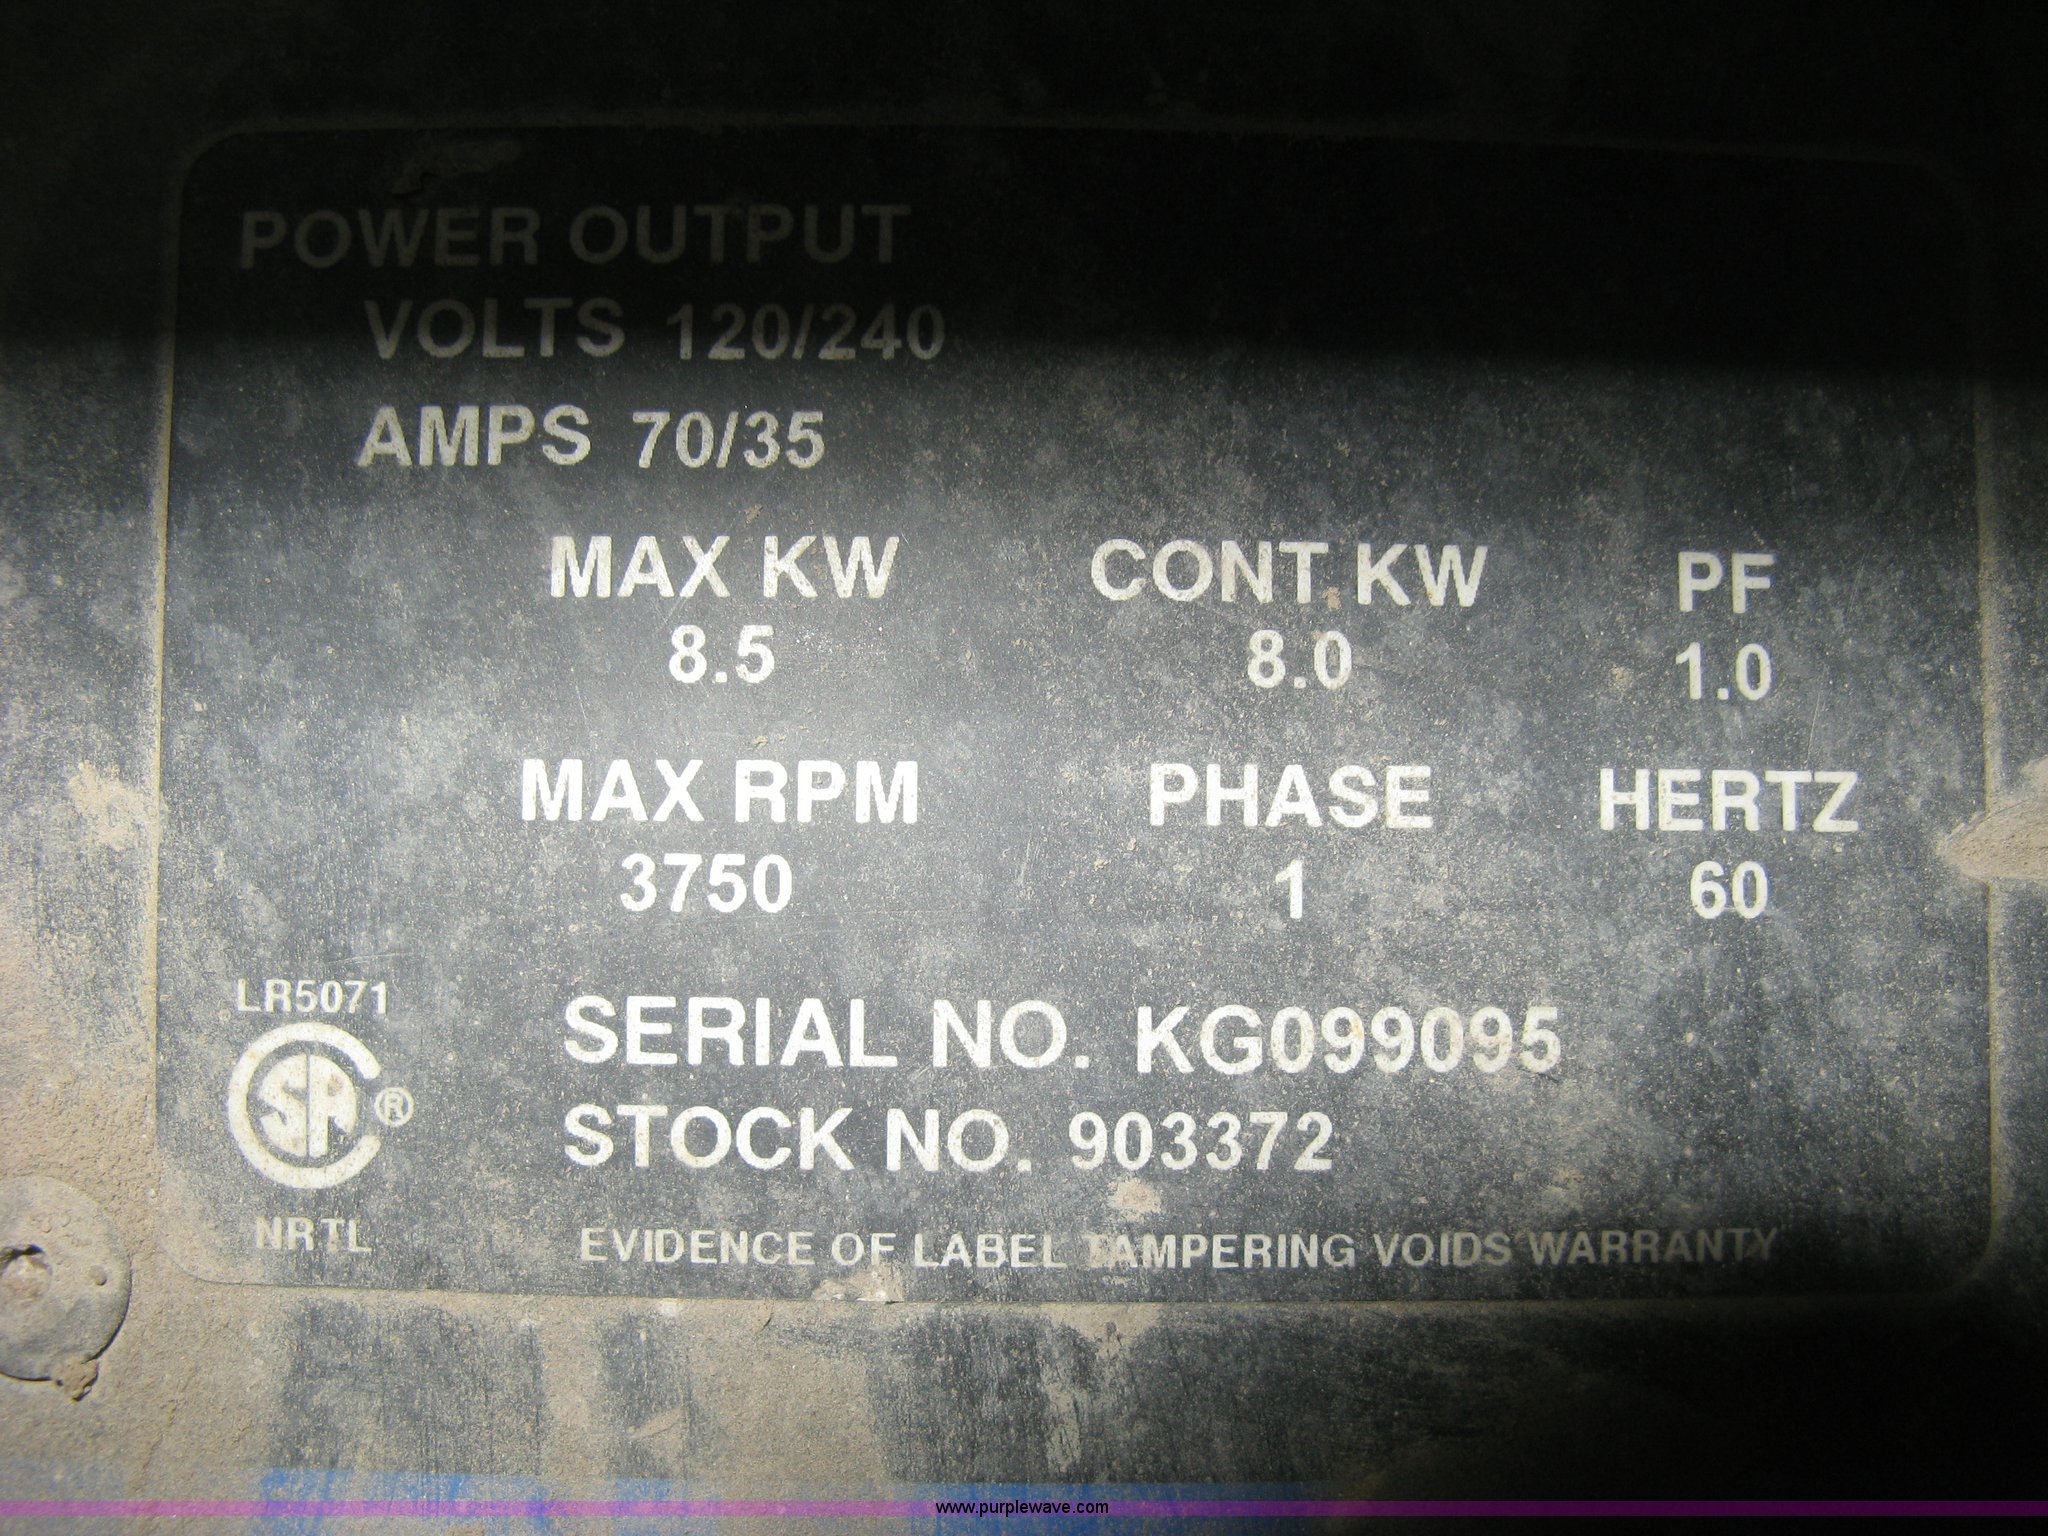 POWER OUTPUT
VOLTS 120/240
AMPS 70/35
MAX KW CONT KW PF
8.5 8.0 1.0
MAX RPM PHASE HERTZ
3750 1 60
LR5071
SERIAL NO. KG099095
SA ®
STOCK NO. 903372
NRTL
EVIDENCE OF LABEL TAMPERING VOIDS WARRANTY
www.purplewave.com